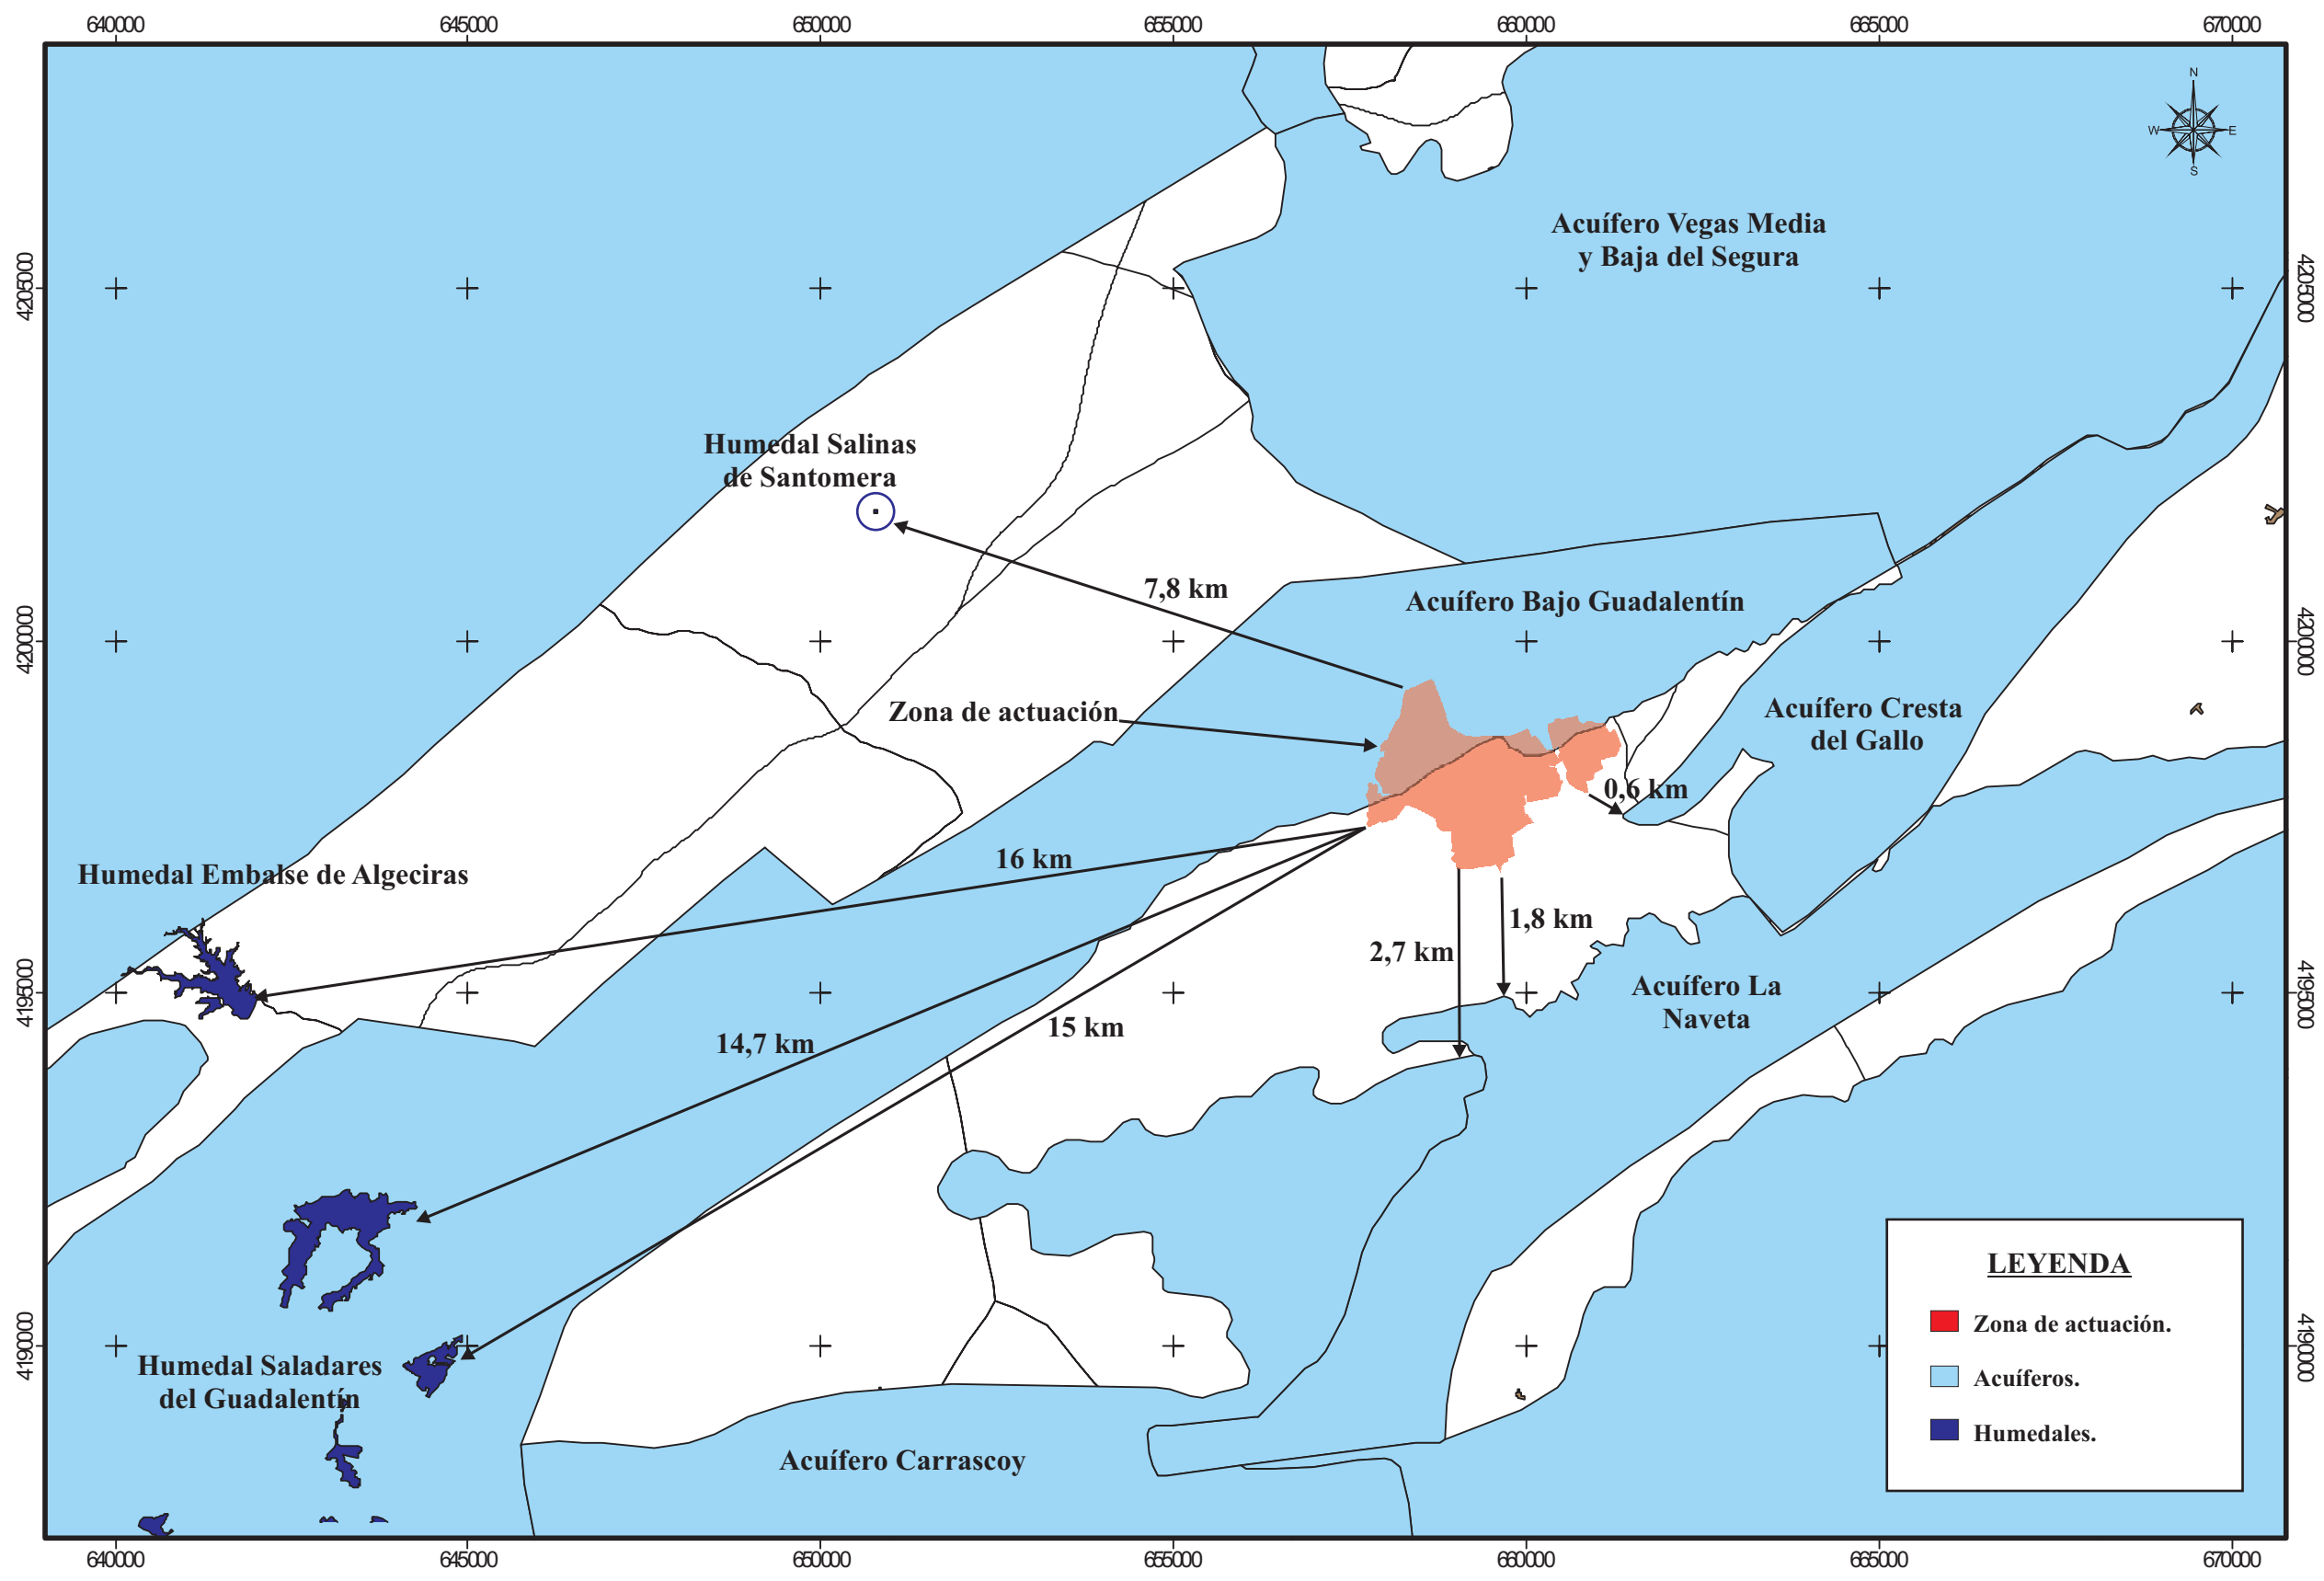 640000 645000 650000 655000 660000 665000 670000
N
W E
S
Acuífero Vegas Media
y Baja del Segura
4205000 4205000
Humedal Salinas
de Santomera
7,8 km
Acuífero Bajo Guadalentín
4200000 4200000
Zona de actuación
Acuífero Cresta
del Gallo
0,6 km
16 km
Humedal Embalse de Algeciras
1,8 km
2,7 km
4195000 4195000
Acuífero La
Naveta
15 km
14,7 km
LEYENDA
Zona de actuación.
Acuíferos.
Humedales.
4190000 4190000
Humedal Saladares
del Guadalentín
Acuífero Carrascoy
640000 645000 650000 655000 660000 665000 670000